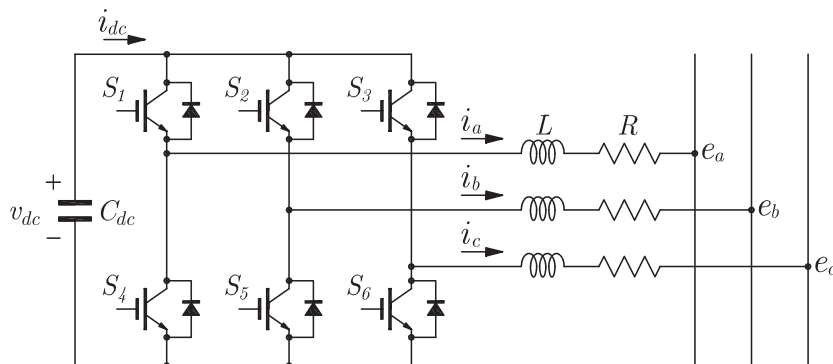 i_dc
S_1 S_2 S_3
i_a L R e_a
+ v_dc − C_dc
i_b e_b
i_c e_c
S_4 S_5 S_6